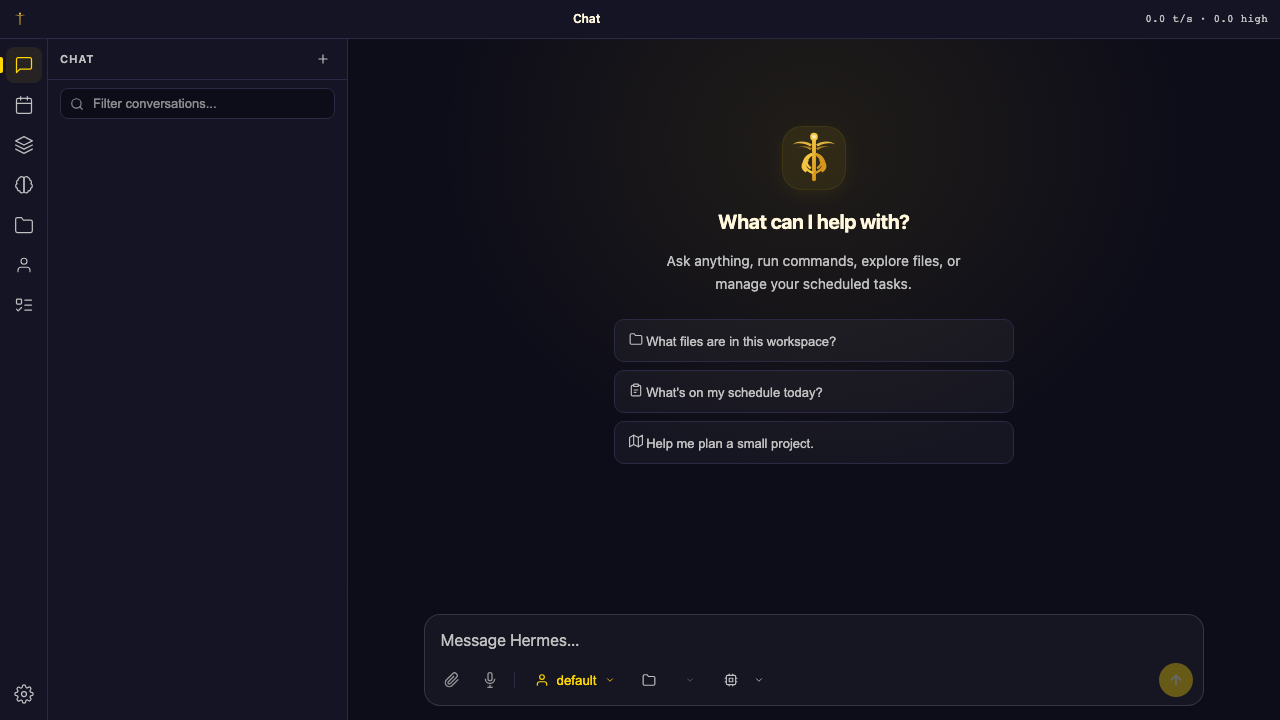 Chat
0.0 t/s · 0.0 high
CHAT
Filter conversations...
What can I help with?
Ask anything, run commands, explore files, or
manage your scheduled tasks.
What files are in this workspace?
What's on my schedule today?
Help me plan a small project.
Message Hermes...
default